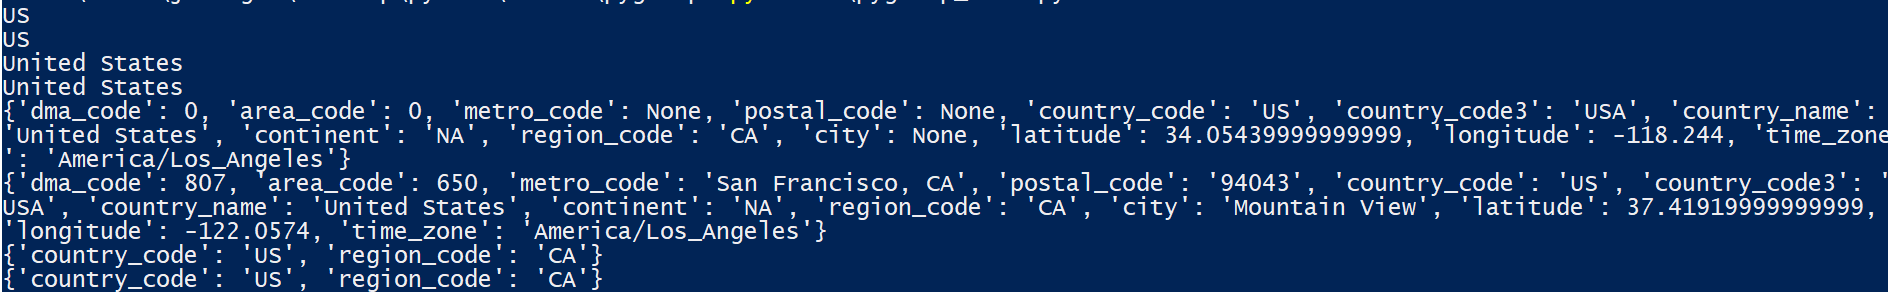 US
US
United States
United States
{'dma_code': 0, 'area_code': 0, 'metro_code': None, 'postal_code': None, 'country_code': 'US', 'country_code3': 'USA', 'country_name':
'United States', 'continent': 'NA', 'region_code': 'CA', 'city': None, 'latitude': 34.05439999999999, 'longitude': -118.244, 'time_zone
': 'America/Los_Angeles'}
{'dma_code': 807, 'area_code': 650, 'metro_code': 'San Francisco, CA', 'postal_code': '94043', 'country_code': 'US', 'country_code3': '
USA', 'country_name': 'United States', 'continent': 'NA', 'region_code': 'CA', 'city': 'Mountain View', 'latitude': 37.41919999999999,
'longitude': -122.0574, 'time_zone': 'America/Los_Angeles'}
{'country_code': 'US', 'region_code': 'CA'}
{'country_code': 'US', 'region_code': 'CA'}